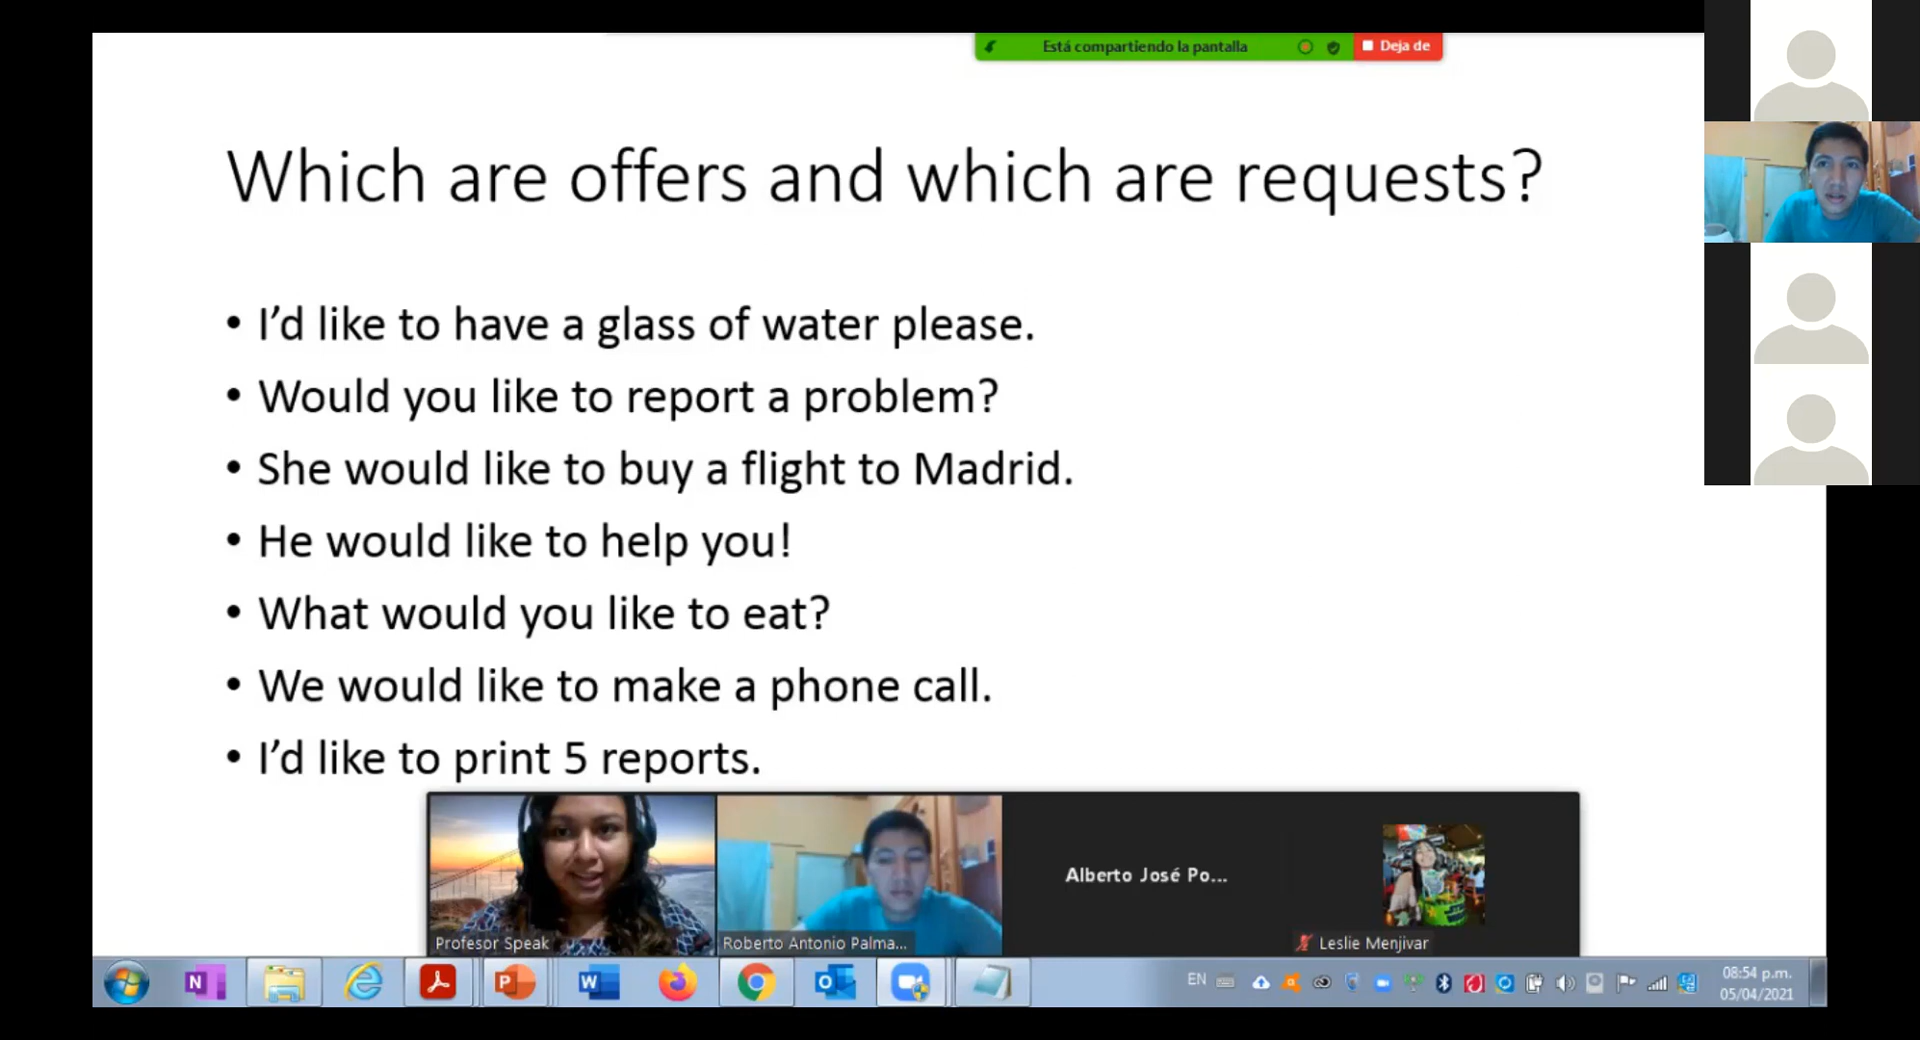 Está compartiendo la pantalla
Deja de
Which are offers and which are requests?
• I’d like to have a glass of water please.
• Would you like to report a problem?
• She would like to buy a flight to Madrid.
• He would like to help you!
• What would you like to eat?
• We would like to make a phone call.
• I’d like to print 5 reports.
Alberto José Po...
Profesor Speak
Roberto Antonio Palma...
Leslie Menjivar
EN
08:54 p.m.
05/04/2021